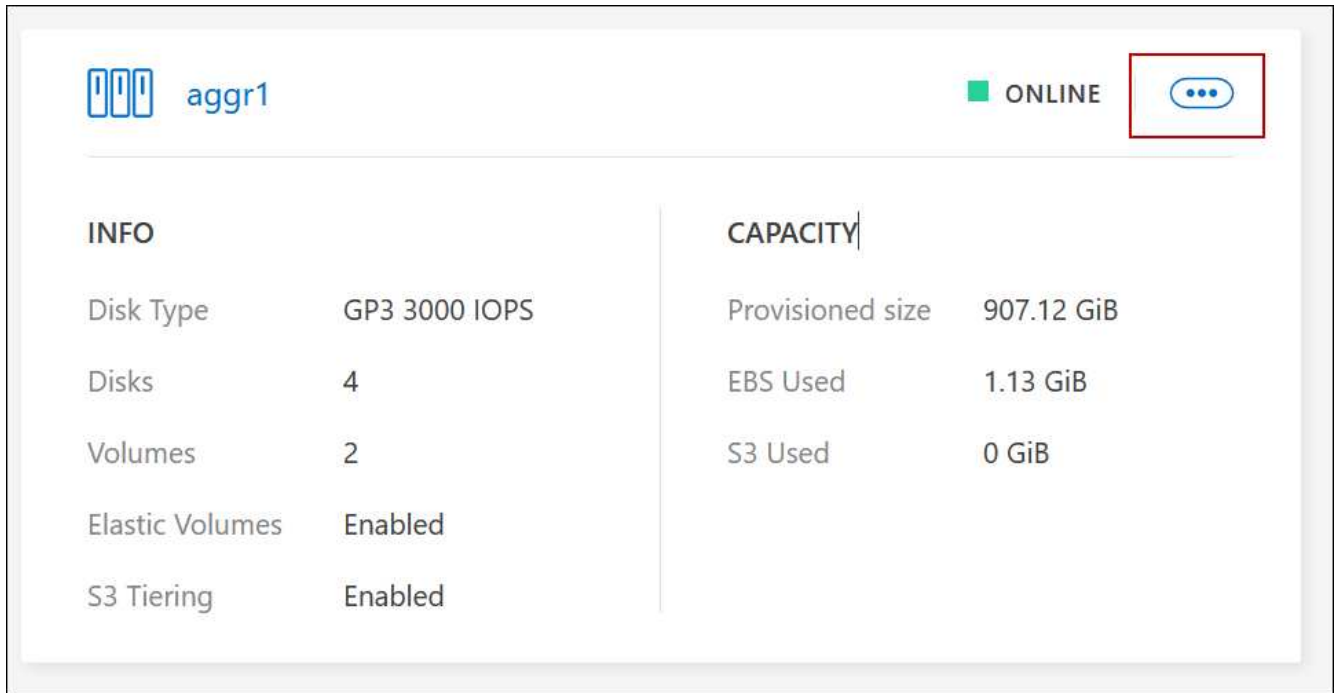 aggr1
ONLINE
INFO
Disk Type GP3 3000 IOPS
Disks 4
Volumes 2
Elastic Volumes Enabled
S3 Tiering Enabled
CAPACITY
Provisioned size 907.12 GiB
EBS Used 1.13 GiB
S3 Used 0 GiB